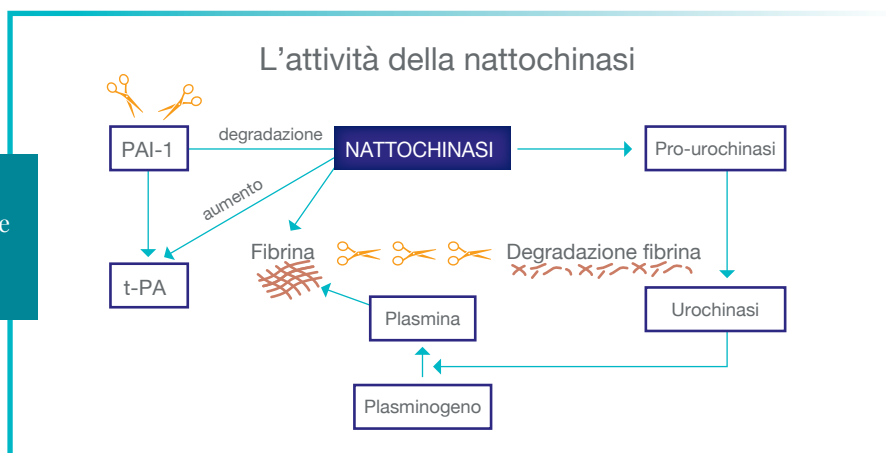 L'attività della nattochinasi
PAI-1
degradazione
NATTOCHINASI
Pro-urochinasi
aumento
e
Fibrina
Degradazione fibrina
t-PA
Plasmina
Urochinasi
Plasminogeno